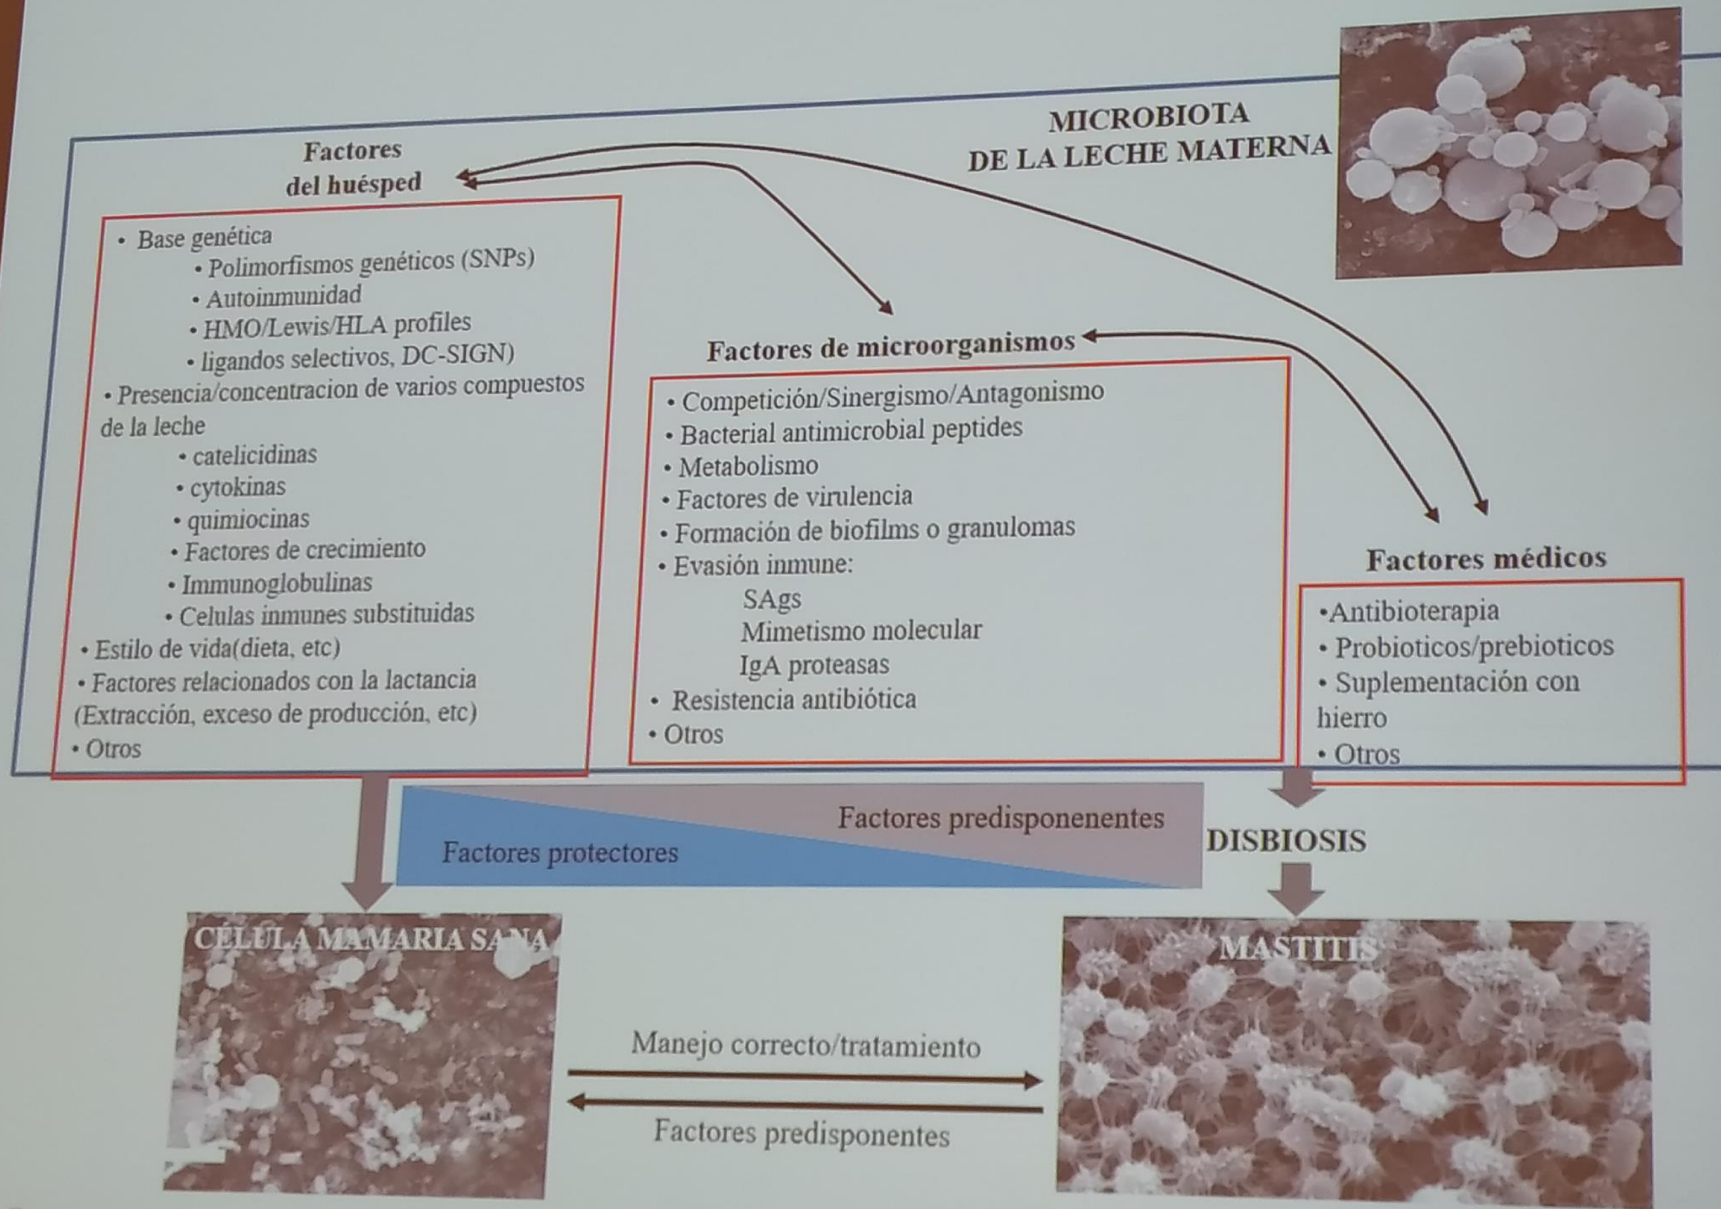 MICROBIOTA
DE LA LECHE MATERNA
Factores
del huésped
• Base genética
• Polimorfismos genéticos (SNPs)
• Autoinmunidad
• HMO/Lewis/HLA profiles
• ligandos selectivos, DC-SIGN)
• Presencia/concentracion de varios compuestos
de la leche
• catelicidinas
• cytokinas
• quimiocinas
• Factores de crecimiento
• Immunoglobulinas
• Celulas inmunes substituidas
• Estilo de vida(dieta, etc)
• Factores relacionados con la lactancia
(Extracción, exceso de producción, etc)
• Otros
Factores de microorganismos
• Competición/Sinergismo/Antagonismo
• Bacterial antimicrobial peptides
• Metabolismo
• Factores de virulencia
• Formación de biofilms o granulomas
• Evasión inmune:
SAgs
Mimetismo molecular
IgA proteasas
• Resistencia antibiótica
• Otros
Factores médicos
•Antibioterapia
• Probioticos/prebioticos
• Suplementación con
hierro
• Otros
Factores predisponenentes
Factores protectores
DISBIOSIS
CÉLULA MAMARIA SANA
MASTITIS
Manejo correcto/tratamiento
Factores predisponentes